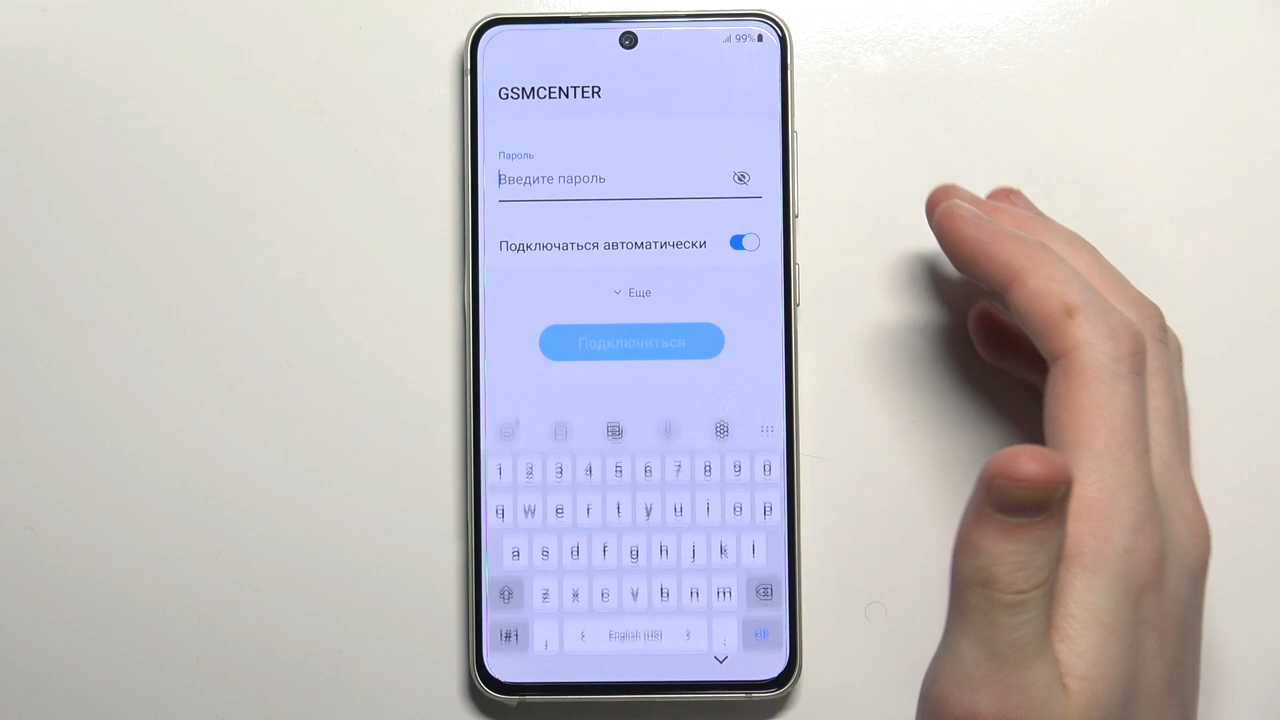 99%
GSMCENTER
Пароль
Введите пароль
Подключаться автоматически
Еще
Подключиться
1 2 3 4 5 6 7 8 9 0
q w e r t y u i o p
a s d f g h j k l
z x c v b n m
!#1 , English (US) . Ok